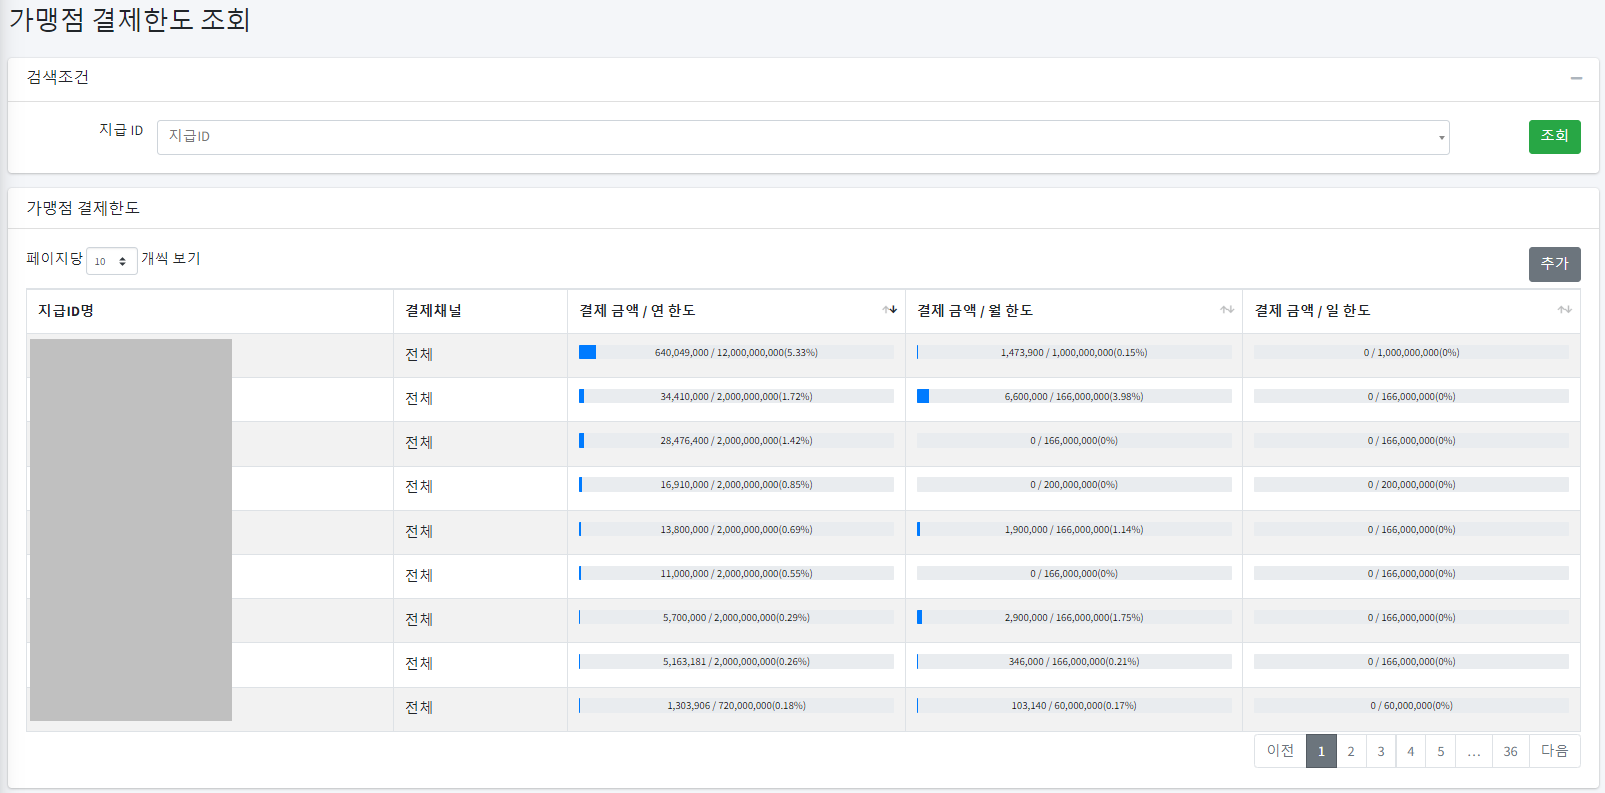 가맹점 결제한도 조회
검색조건
지급 ID 지급ID 조회
가맹점 결제한도
페이지당 10 개씩 보기 추가
지급ID명 결제채널 결제 금액 / 연 한도 결제 금액 / 월 한도 결제 금액 / 일 한도
전체 640,049,000 / 12,000,000,000(5.33%) 1,473,900 / 1,000,000,000(0.15%) 0 / 1,000,000,000(0%)
전체 34,410,000 / 2,000,000,000(1.72%) 6,600,000 / 166,000,000(3.98%) 0 / 166,000,000(0%)
전체 28,476,400 / 2,000,000,000(1.42%) 0 / 166,000,000(0%) 0 / 166,000,000(0%)
전체 16,910,000 / 2,000,000,000(0.85%) 0 / 200,000,000(0%) 0 / 200,000,000(0%)
전체 13,800,000 / 2,000,000,000(0.69%) 1,900,000 / 166,000,000(1.14%) 0 / 166,000,000(0%)
전체 11,000,000 / 2,000,000,000(0.55%) 0 / 166,000,000(0%) 0 / 166,000,000(0%)
전체 5,700,000 / 2,000,000,000(0.29%) 2,900,000 / 166,000,000(1.75%) 0 / 166,000,000(0%)
전체 5,163,181 / 2,000,000,000(0.26%) 346,000 / 166,000,000(0.21%) 0 / 166,000,000(0%)
전체 1,303,906 / 720,000,000(0.18%) 103,140 / 60,000,000(0.17%) 0 / 60,000,000(0%)
이전 1 2 3 4 5 … 36 다음